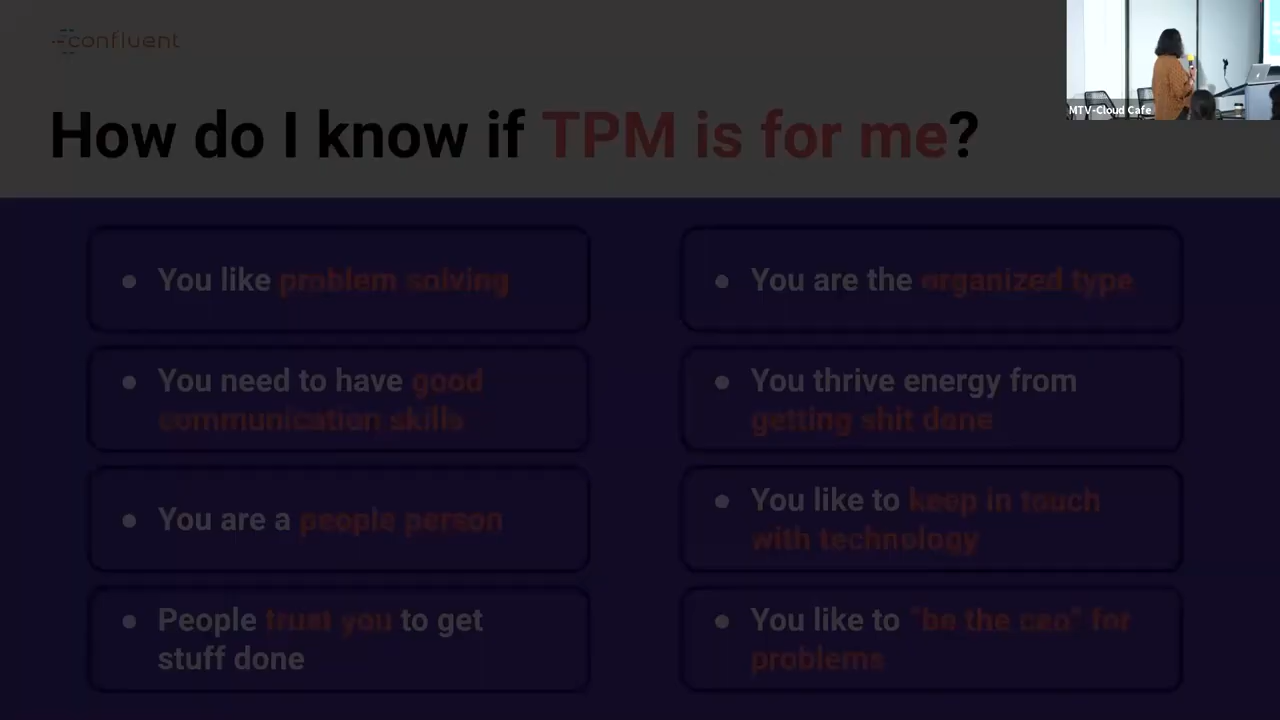 confluent
MTV-Cloud Cafe
How do I know if TPM is for me?
You like problem solving
You need to have good
communication skills
You are a people person
People trust you to get
stuff done
You are the organized type
You thrive energy from
getting shit done
You like to keep in touch
with technology
You like to "be the ceo" for
problems